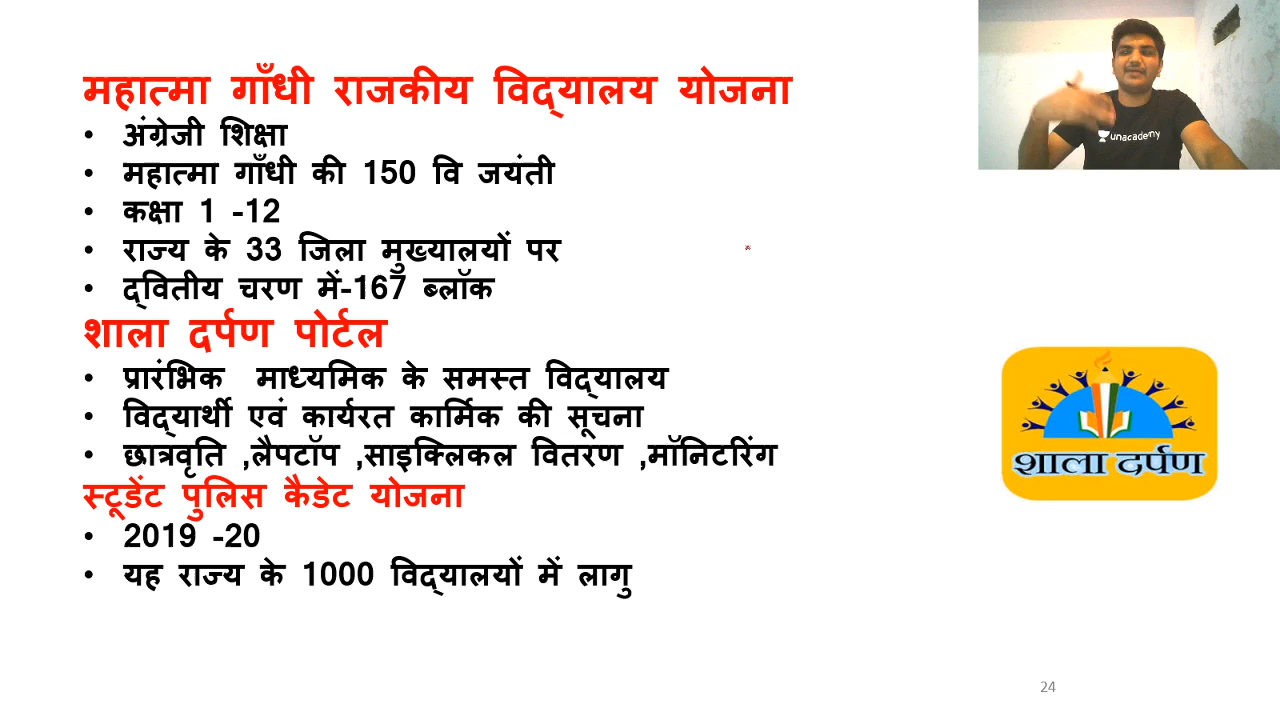 महात्मा गाँधी राजकीय विद्यालय योजना
• अंग्रेजी शिक्षा
• महात्मा गाँधी की 150 वि जयंती
• कक्षा 1 -12
• राज्य के 33 जिला मुख्यालयों पर
• द्वितीय चरण में-167 ब्लॉक
शाला दर्पण पोर्टल
• प्रारंभिक माध्यमिक के समस्त विद्यालय
• विद्यार्थी एवं कार्यरत कार्मिक की सूचना
• छात्रवृति ,लैपटॉप ,साइक्लिकल वितरण ,मॉनिटरिंग
स्टूडेंट पुलिस कैडेट योजना
• 2019 -20
• यह राज्य के 1000 विद्यालयों में लागु
unacademy
शाला दर्पण
24